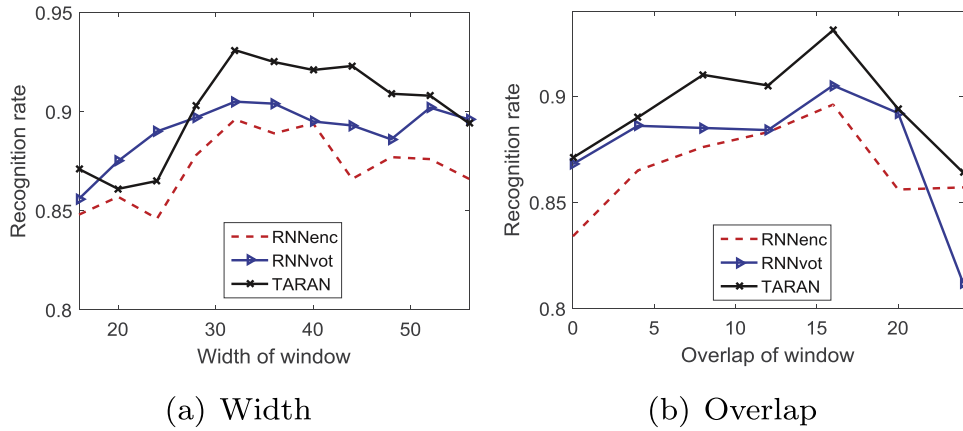 0.95
0.9
0.85
0.8
Recognition rate
20 30 40 50
Width of window
RNNenc
RNNvot
TARAN
(a) Width
0.9
0.85
0.8
Recognition rate
0 5 10 15 20
Overlap of window
RNNenc
RNNvot
TARAN
(b) Overlap